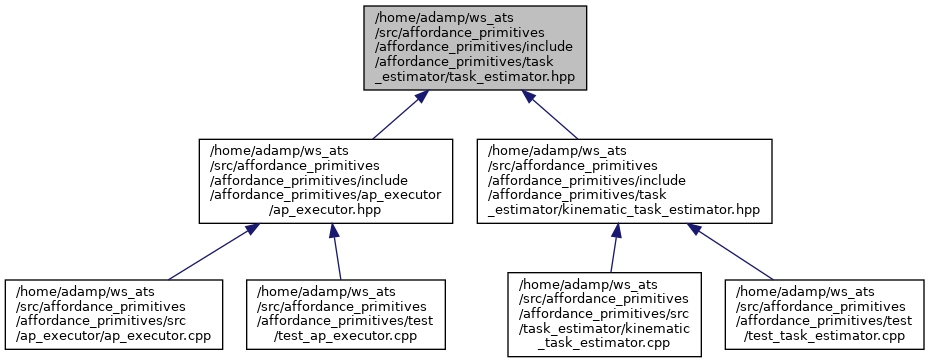 /home/adamp/ws_ats
/src/affordance_primitives
/affordance_primitives/include
/affordance_primitives/task
_estimator/task_estimator.hpp
/home/adamp/ws_ats
/src/affordance_primitives
/affordance_primitives/include
/affordance_primitives/ap_executor
/ap_executor.hpp
/home/adamp/ws_ats
/src/affordance_primitives
/affordance_primitives/include
/affordance_primitives/task
_estimator/kinematic_task_estimator.hpp
/home/adamp/ws_ats
/src/affordance_primitives
/affordance_primitives/src
/ap_executor/ap_executor.cpp
/home/adamp/ws_ats
/src/affordance_primitives
/affordance_primitives/test
/test_ap_executor.cpp
/home/adamp/ws_ats
/src/affordance_primitives
/affordance_primitives/src
/task_estimator/kinematic
_task_estimator.cpp
/home/adamp/ws_ats
/src/affordance_primitives
/affordance_primitives/test
/test_task_estimator.cpp